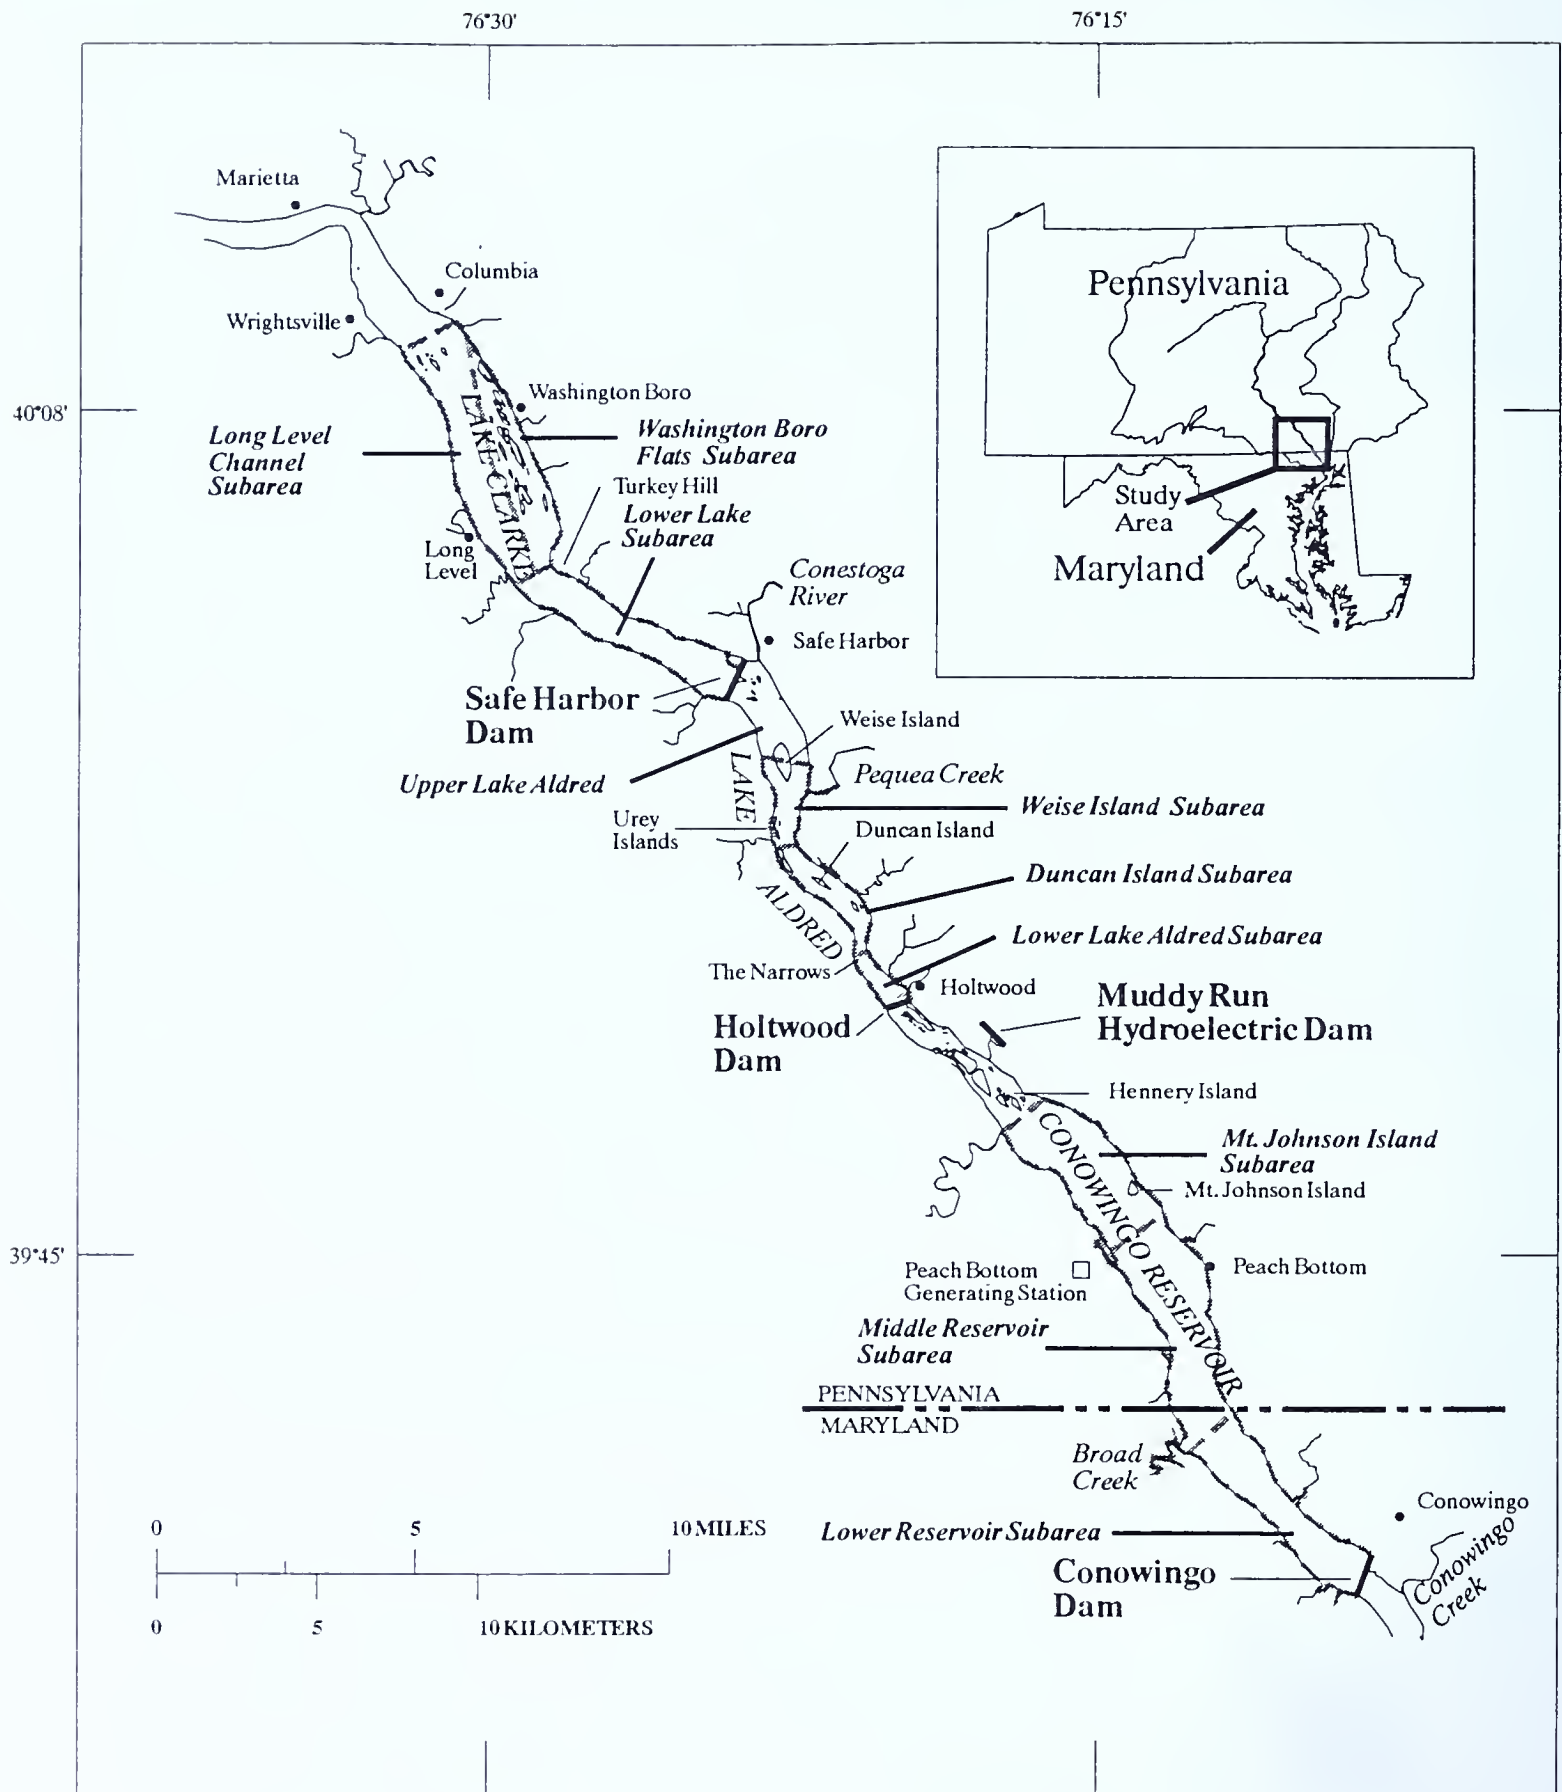 76°30'
76°15'
Marietta
Columbia
Wrightsville
Pennsylvania
40°08'
Washington Boro
Long Level
Channel
Subarea
Washington Boro
Flats Subarea
LAKE CLARKE
Turkey Hill
Lower Lake
Subarea
Study
Area
Maryland
Long
Level
Conestoga
River
Safe Harbor
Safe Harbor
Dam
Weise Island
Upper Lake Aldred
LAKE
ALDRED
Pequea Creek
Weise Island Subarea
Urey
Islands
Duncan Island
Duncan Island Subarea
Lower Lake Aldred Subarea
The Narrows
Holtwood
Muddy Run
Hydroelectric Dam
Holtwood
Dam
Hennery Island
CONOWINGO RESERVOIR
Mt. Johnson Island
Subarea
Mt. Johnson Island
39°45'
Peach Bottom
Generating Station
Peach Bottom
Middle Reservoir
Subarea
PENNSYLVANIA
MARYLAND
Broad
Creek
Conowingo
Conowingo
Creek
Lower Reservoir Subarea
Conowingo
Dam
0 5 10 MILES
0 5 10 KILOMETERS